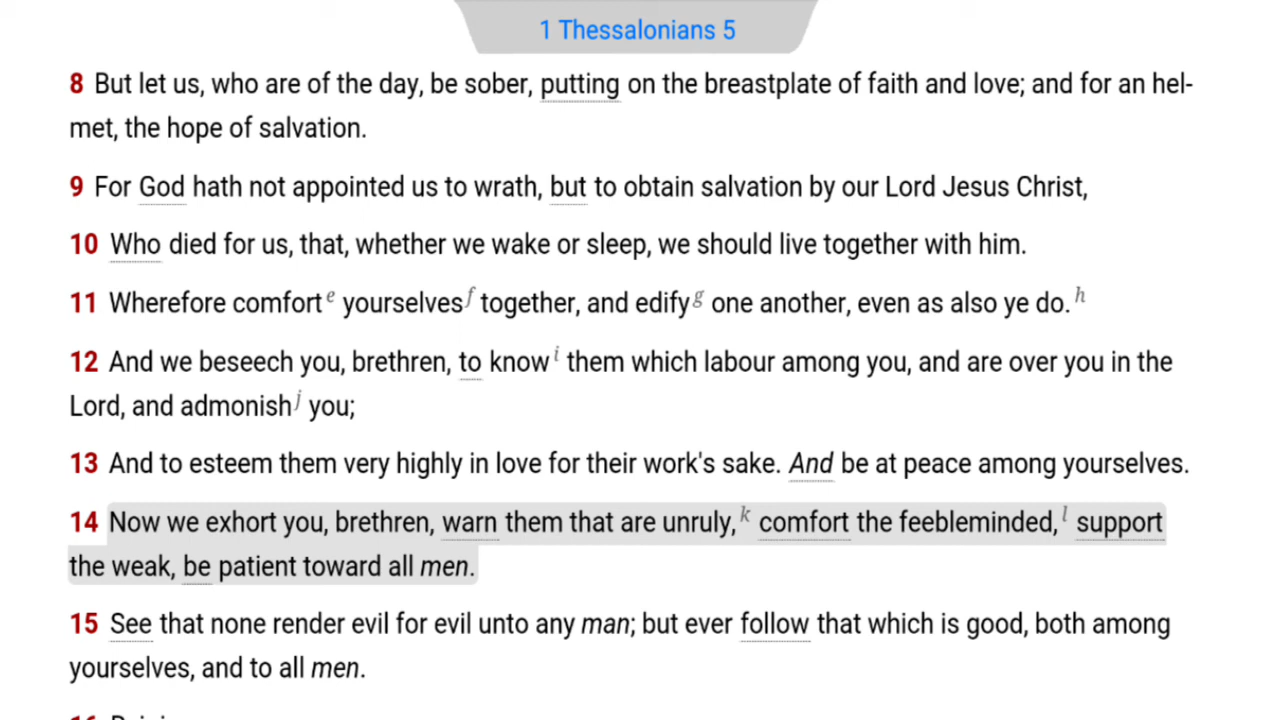 1 Thessalonians 5
8 But let us, who are of the day, be sober, putting on the breastplate of faith and love; and for an hel-
met, the hope of salvation.
9 For God hath not appointed us to wrath, but to obtain salvation by our Lord Jesus Christ,
10 Who died for us, that, whether we wake or sleep, we should live together with him.
11 Wherefore comfort e yourselves f together, and edify g one another, even as also ye do. h
12 And we beseech you, brethren, to know i them which labour among you, and are over you in the
Lord, and admonish j you;
13 And to esteem them very highly in love for their work's sake. And be at peace among yourselves.
14 Now we exhort you, brethren, warn them that are unruly, k comfort the feebleminded, l support
the weak, be patient toward all men.
15 See that none render evil for evil unto any man; but ever follow that which is good, both among
yourselves, and to all men.